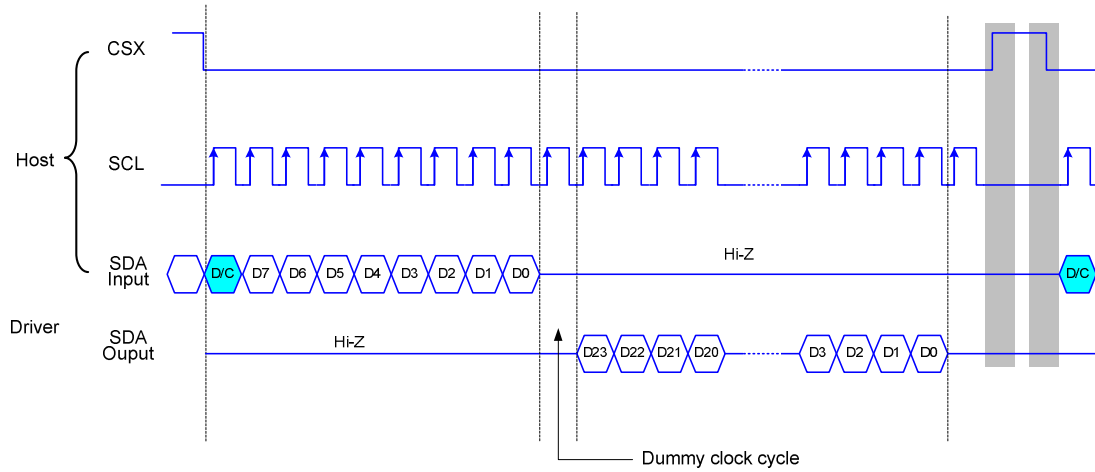 CSX
Host
SCL
SDA
Input
D/C D7 D6 D5 D4 D3 D2 D1 D0
Hi-Z
D/C
Driver
SDA
Ouput
Hi-Z
D23 D22 D21 D20
D3 D2 D1 D0
Dummy clock cycle